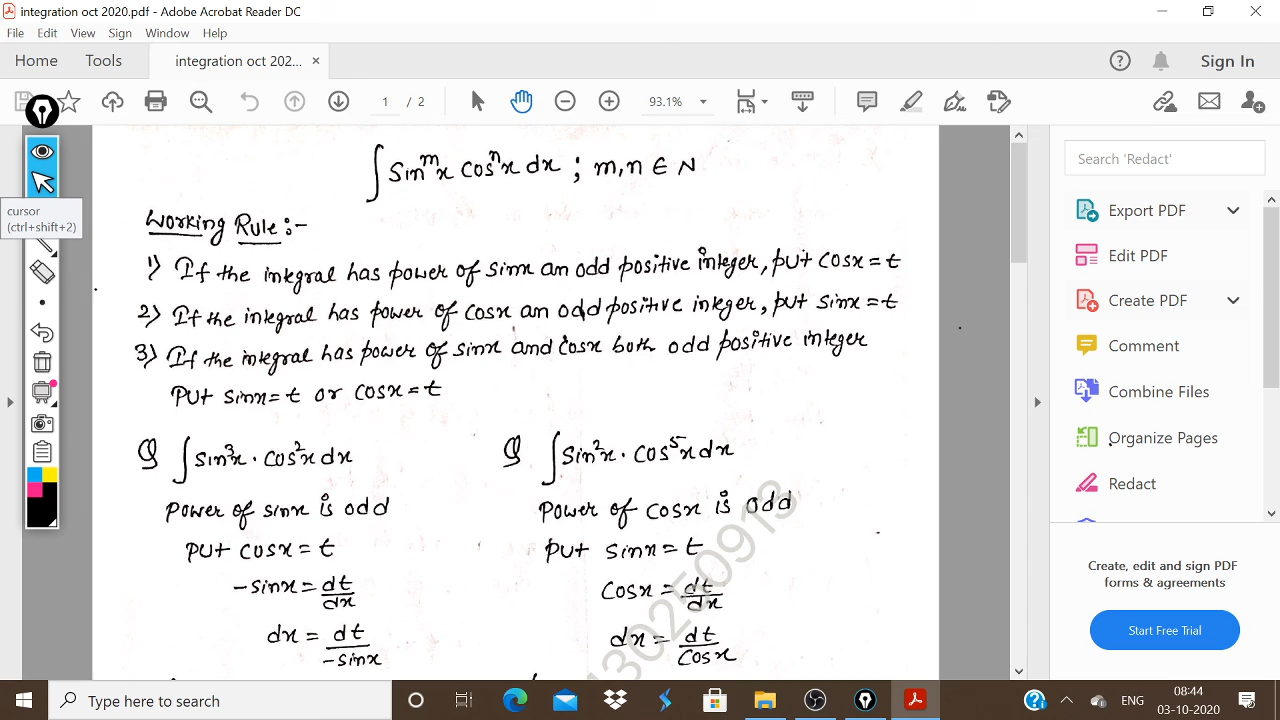 integration oct 2020.pdf - Adobe Acrobat Reader DC
File Edit View Sign Window Help
Home Tools integration oct 202... × Sign In
1 / 2 93.1%
cursor
(ctrl+shift+2)
∫ Sin^m x Cos^n x dx ; m,n ∈ N
Working Rule:-
1) If the integral has power of sinx an odd positive integer, put cosx = t
2) If the integral has power of cosx an odd positive integer, put sinx = t
3) If the integral has power of sinx and cosx both odd positive integer
Put sinx = t or cosx = t
Q ∫ sin³x · cos²x dx
Power of sinx is odd
Put cosx = t
-sinx = dt/dx
dx = dt/-sinx
Q ∫ sin²x · cos⁵x dx
Power of cosx is odd
Put sinx = t
cosx = dt/dx
dx = dt/cosx
130250913
Search 'Redact'
Export PDF
Edit PDF
Create PDF
Comment
Combine Files
Organize Pages
Redact
Create, edit and sign PDF
forms & agreements
Start Free Trial
Type here to search
ENG
08:44
03-10-2020